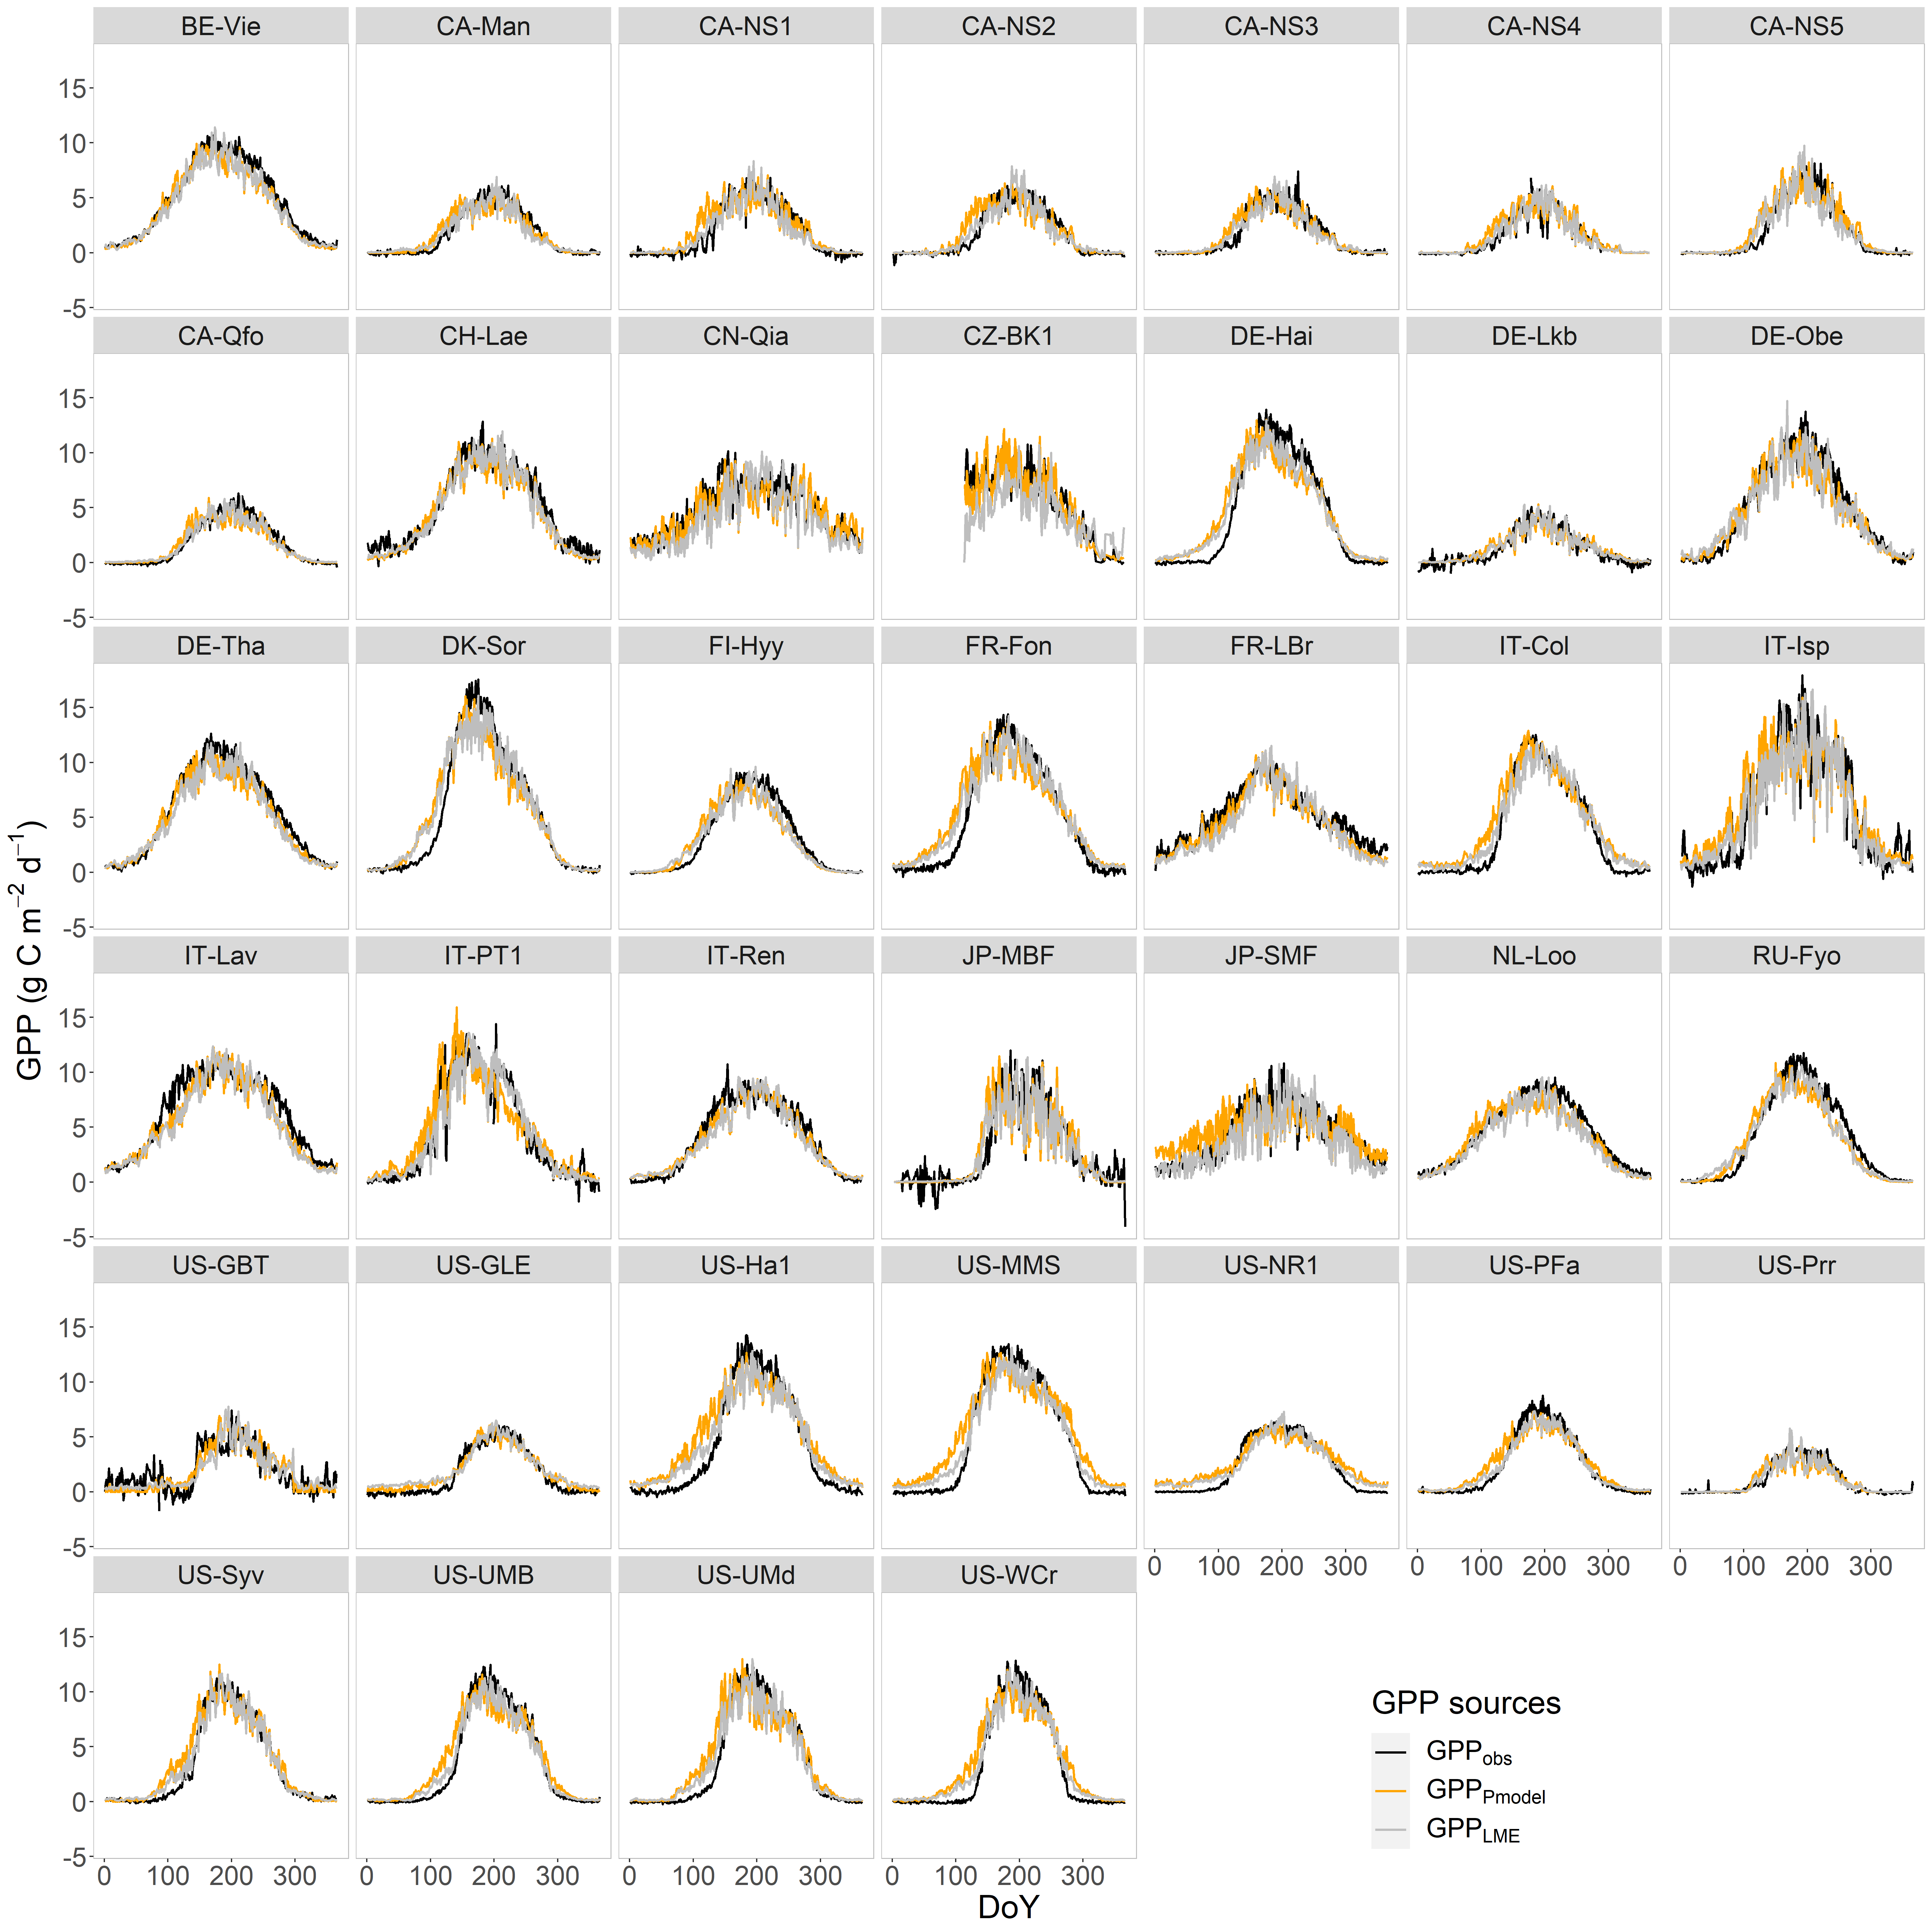 BE-Vie CA-Man CA-NS1 CA-NS2 CA-NS3 CA-NS4 CA-NS5
15
10
5
0
-5
CA-Qfo CH-Lae CN-Qia CZ-BK1 DE-Hai DE-Lkb DE-Obe
15
10
5
0
-5
DE-Tha DK-Sor FI-Hyy FR-Fon FR-LBr IT-Col IT-Isp
15
10
5
0
-5
GPP (g C m⁻² d⁻¹)
IT-Lav IT-PT1 IT-Ren JP-MBF JP-SMF NL-Loo RU-Fyo
15
10
5
0
-5
US-GBT US-GLE US-Ha1 US-MMS US-NR1 US-PFa US-Prr
15
10
5
0
-5
0 100 200 300 0 100 200 300 0 100 200 300
US-Syv US-UMB US-UMd US-WCr
15
10
5
0
-5
0 100 200 300 0 100 200 300 0 100 200 300 0 100 200 300
DoY
GPP sources
GPPobs
GPPPmodel
GPPLME